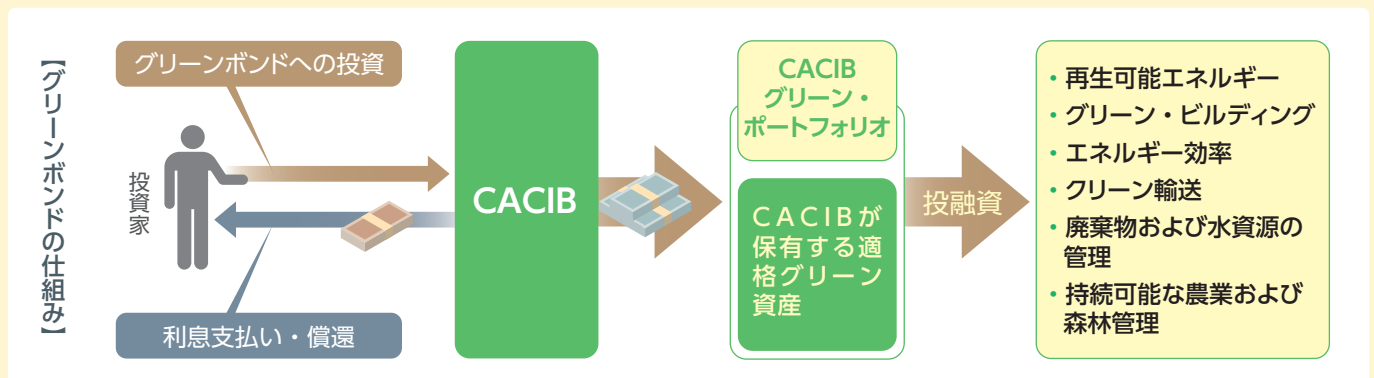 【グリーンボンドの仕組み】
グリーンボンドへの投資
投資家
利息支払い・償還
CACIB
CACIB
グリーン・
ポートフォリオ
CACIBが
保有する適
格グリーン
資産
投融資
・再生可能エネルギー
・グリーン・ビルディング
・エネルギー効率
・クリーン輸送
・廃棄物および水資源の
管理
・持続可能な農業および
森林管理